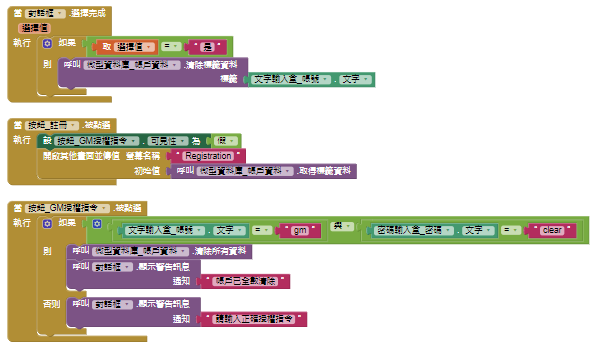 當 對話框 .選擇完成
選擇值
執行 如果 取 選擇值 = " 是 "
則 呼叫 微型資料庫_帳戶資料 .清除標籤資料
標籤 文字輸入盒_帳號 . 文字
當 按鈕_註冊 .被點選
執行 設 按鈕_GM授權指令 . 可見性 為 假
開啟其他畫面並傳值 螢幕名稱 " Registration "
初始值 呼叫 微型資料庫_帳戶資料 .取得標籤資料
當 按鈕_GM授權指令 .被點選
執行 如果 文字輸入盒_帳號 . 文字 = " gm " 與 密碼輸入盒_密碼 . 文字 = " clear "
則 呼叫 微型資料庫_帳戶資料 .清除所有資料
呼叫 對話框 .顯示警告訊息
通知 " 帳戶已全數清除 "
否則 呼叫 對話框 .顯示警告訊息
通知 " 請輸入正確授權指令 "